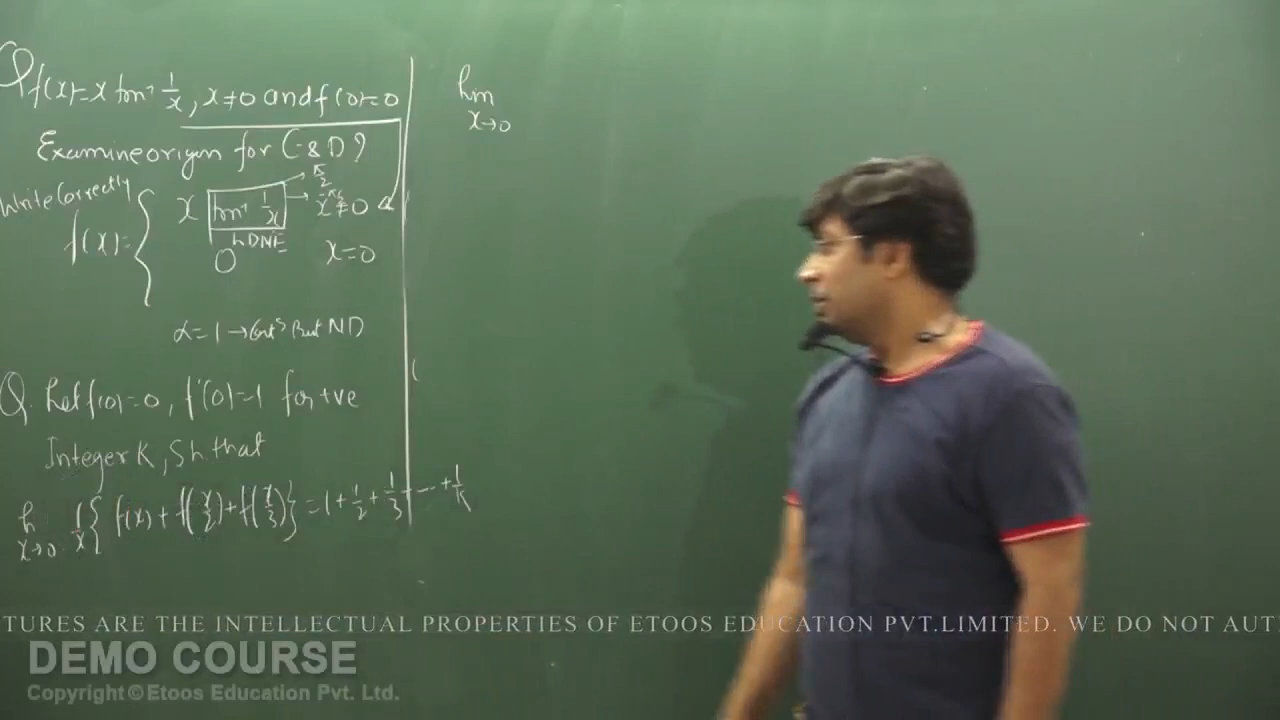 Q f(x)=x tan⁻¹ 1/x, x≠0 and f(0)=0
Examine origin for C & D?
Write Correctly
f(x)= { x tan⁻¹ 1/x x≠0
π/2
-π/2
LDNE
0 x=0
α=1→Conts But ND
Q. Let f(0)=0, f'(0)=1 for +ve
Integer K, Sh that
h x→0 1/x { f(x)+f(x/2)+f(x/3) } = 1+1/2+1/3+---+1/K
lim x→0
TURES ARE THE INTELLECTUAL PROPERTIES OF ETOOS EDUCATION PVT.LIMITED. WE DO NOT AUT
DEMO COURSE
Copyright©Etoos Education Pvt. Ltd.